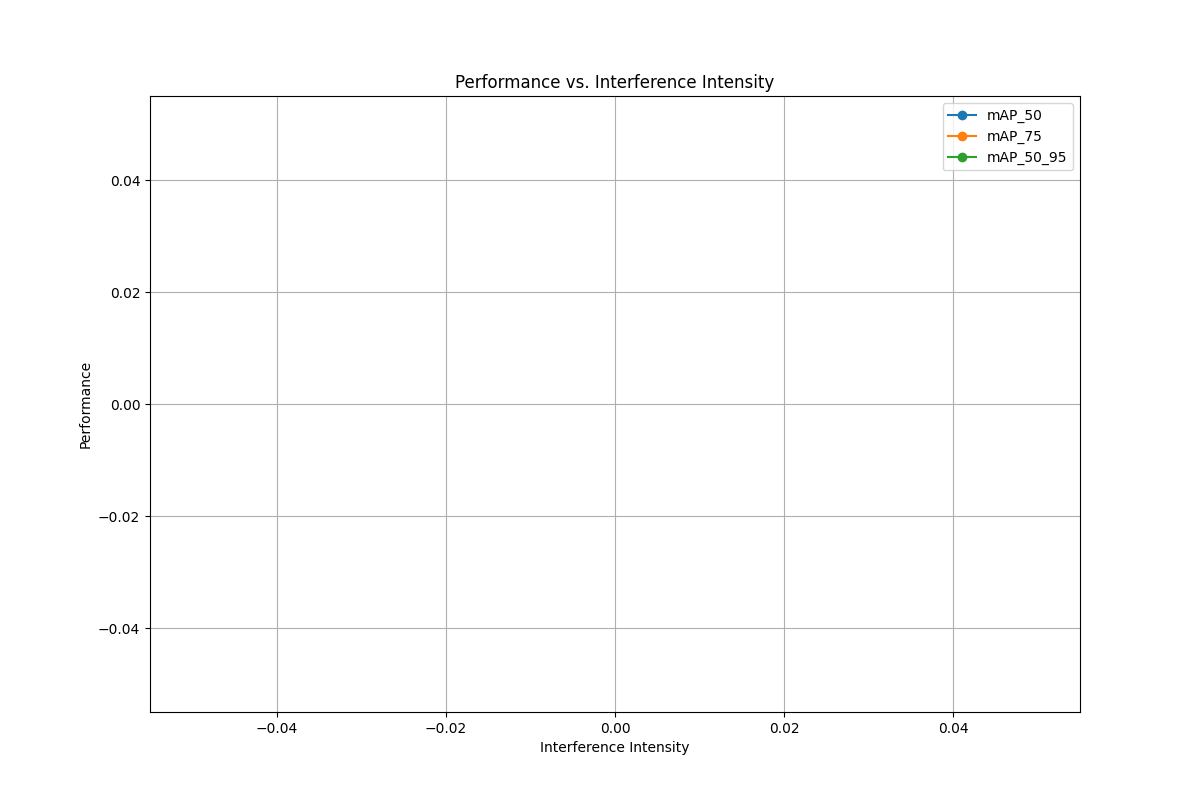 Performance vs. Interference Intensity
mAP_50
mAP_75
mAP_50_95
0.04
0.02
0.00
−0.02
−0.04
Performance
−0.04
−0.02
0.00
0.02
0.04
Interference Intensity